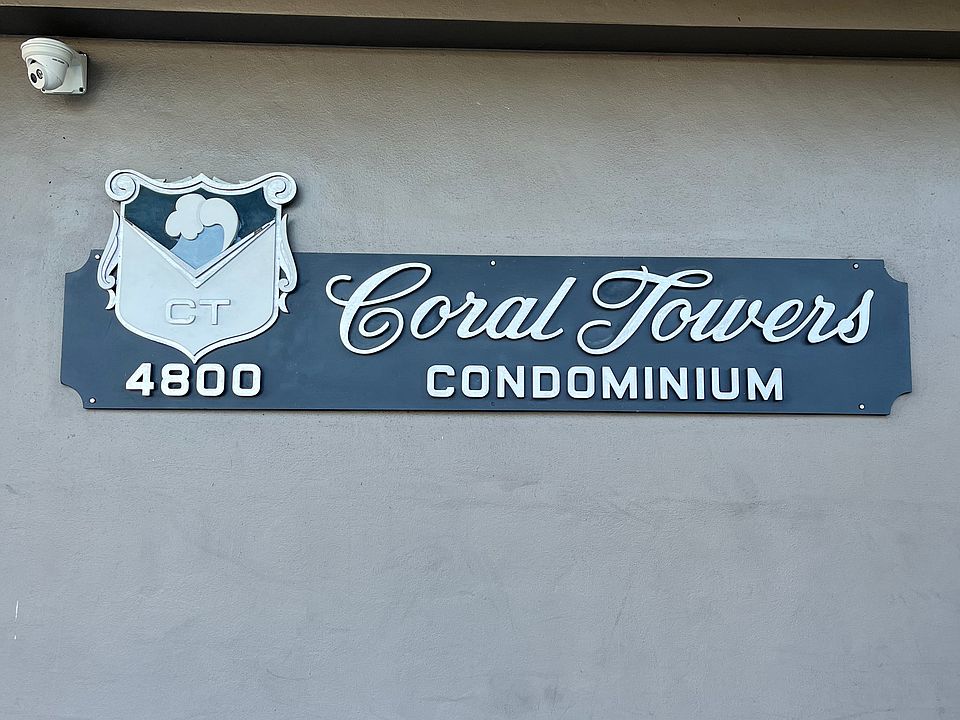 CT
4800
Coral Towers
CONDOMINIUM